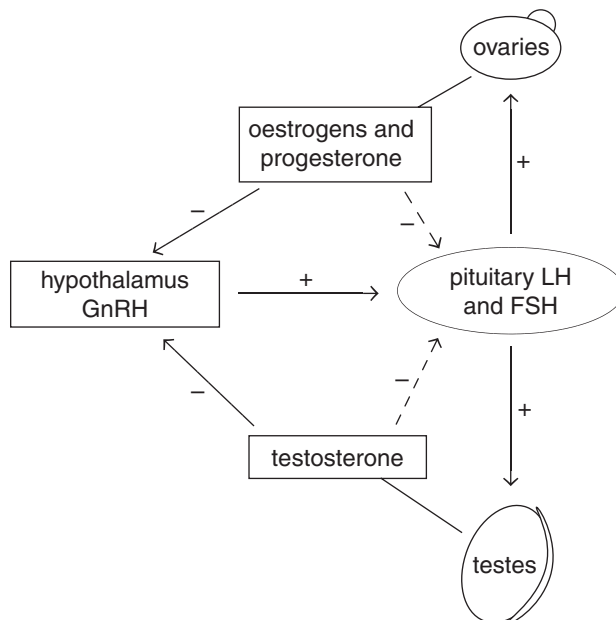 ovaries
oestrogens and
progesterone
+
−
−
hypothalamus
GnRH
+
pituitary LH
and FSH
−
−
+
testosterone
testes